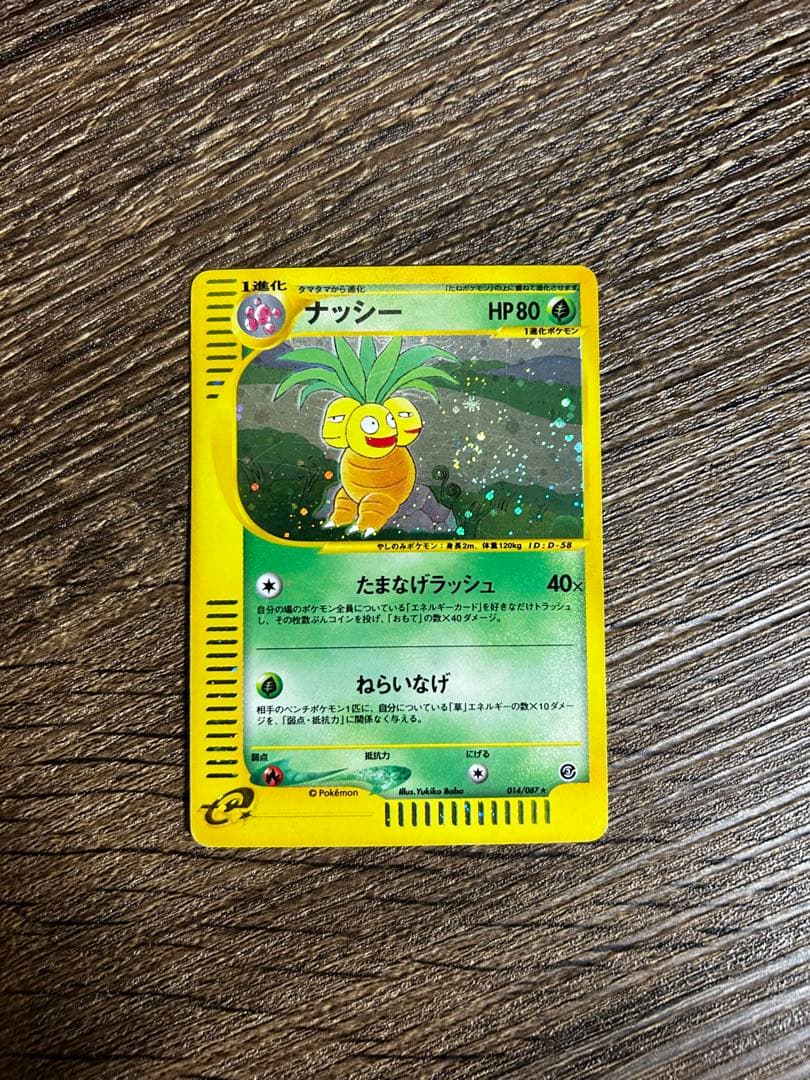 1進化 タマタマから進化 「たねポケモン」の上に重ねて進化させます
ナッシー HP80
1進化ポケモン
やしのみポケモン：身長2m、体重120kg ID:D-58
たまなげラッシュ 40×
自分の場のポケモン全員についている「エネルギーカード」を好きなだけトラッシュ
し、その枚数ぶんコインを投げ、「おもて」の数×40ダメージ。
ねらいなげ
相手のベンチポケモン1匹に、自分についている「草」エネルギーの数×10ダメ
ージを、「弱点・抵抗力」に関係なく与える。
弱点 抵抗力 にげる
e
©Pokémon Illus.Yukiko Baba 014/087★